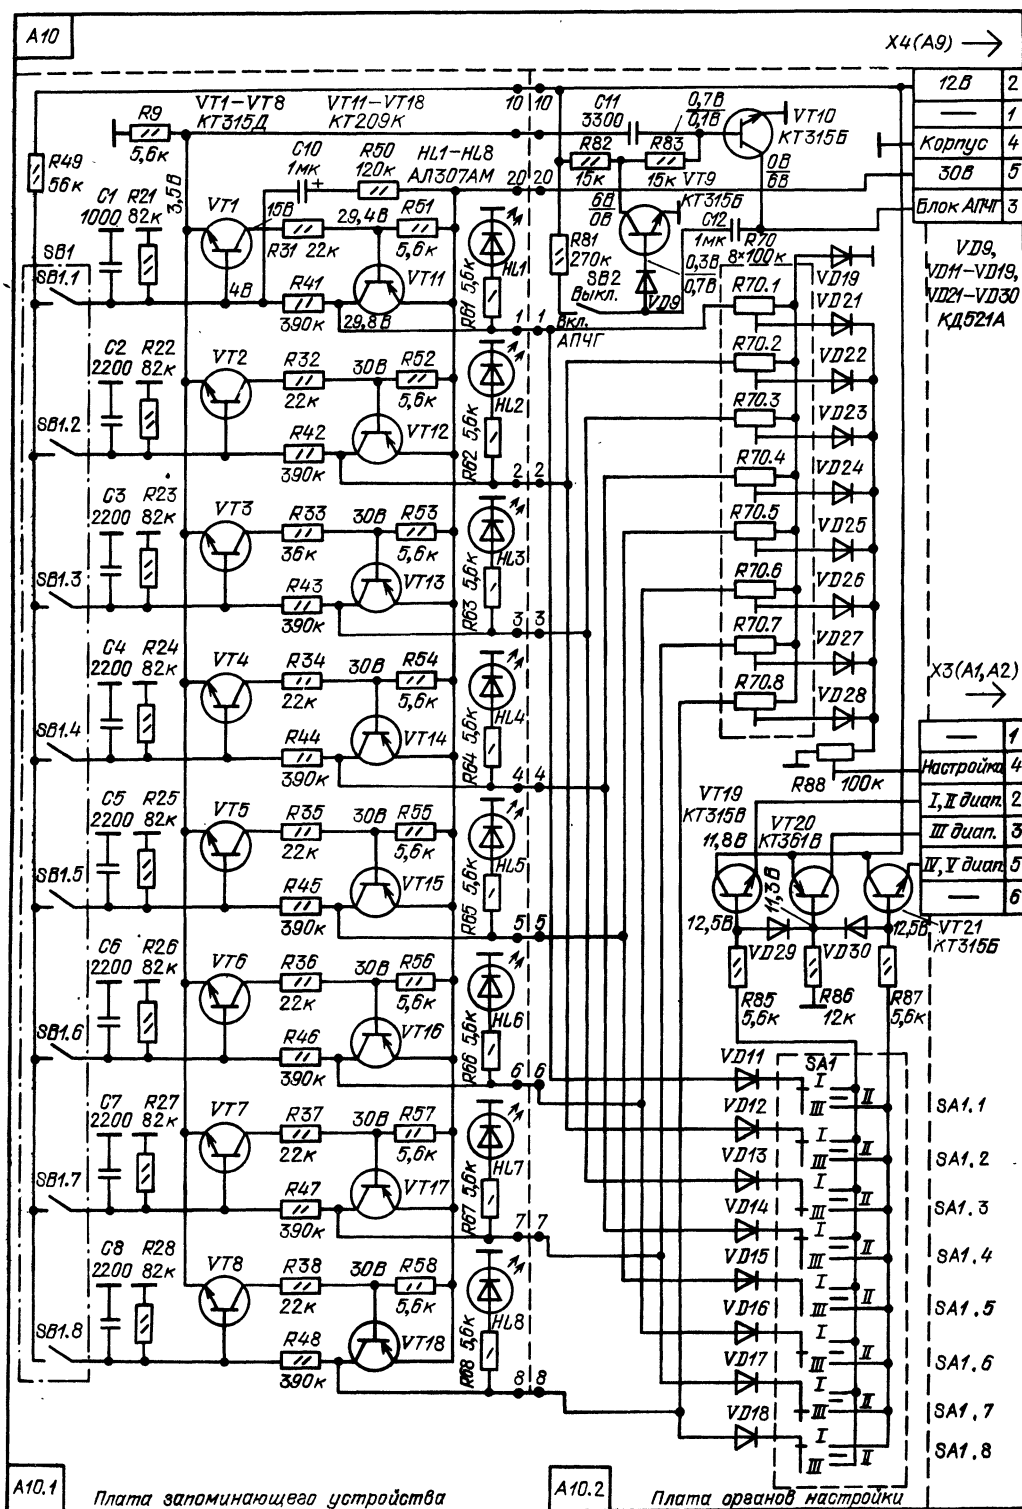 A10
X4(A9)
12В 2
— 1
Корпус 4
30В 5
Блок АПЧГ 3
VT1-VT8
КТ315Д
VT11-VT18
КТ209К
10 10
C11
3300
0,7В
0,1В
VT10
КТ315Б
R9
5,6к
R49
56к
3,5В
C10
1мк
+
R50
120к
HL1-HL8
АЛ307АМ
20 20
R82
15к
R83
15к
0В
6В
VT9
КТ315Б
6В
0В
C12
1мк
R81
270к
SB2
Выкл.
Вкл.
АПЧГ
0,3В
0,7В
VD9
R70
8×100к
VD9,
VD11-VD19,
VD21-VD30
КД521А
C1
1000
R21
82к
VT1
15В
R31 22к
29,4В
R51
5,6к
HL1
SB1
SB1.1
4В
R41
390к
VT11
29,8В
R61 5,6к
1 1
VD19
R70.1
VD21
C2
2200
R22
82к
VT2
R32
22к
30В
R52
5,6к
HL2
SB1.2
R42
390к
VT12
R62 5,6к
2 2
R70.2
VD22
R70.3
VD23
R70.4
VD24
C3
2200
R23
82к
VT3
R33
36к
30В
R53
5,6к
HL3
SB1.3
R43
390к
VT13
R63 5,6к
3 3
R70.5
VD25
R70.6
VD26
R70.7
VD27
C4
2200
R24
82к
VT4
R34
22к
30В
R54
5,6к
HL4
SB1.4
R44
390к
VT14
R64 5,6к
4 4
R70.8
VD28
R88 100к
X3(A1,A2)
— 1
Настройка 4
I, II диап. 2
III диап. 3
IV, V диап. 5
— 6
C5
2200
R25
82к
VT5
R35
22к
30В
R55
5,6к
HL5
SB1.5
R45
390к
VT15
R65 5,6к
5 5
VT19
КТ315В
11,8В
VT20
КТ361В
11,3В
12,5В
12,5В
VT21
КТ315Б
VD29 VD30
R85
5,6к
R86
12к
R87
5,6к
C6
2200
R26
82к
VT6
R36
22к
30В
R56
5,6к
HL6
SB1.6
R46
390к
VT16
R66 5,6к
6 6
C7
2200
R27
82к
VT7
R37
22к
30В
R57
5,6к
HL7
SB1.7
R47
390к
VT17
R67 5,6к
7 7
C8
2200
R28
82к
VT8
R38
22к
30В
R58
5,6к
HL8
SB1.8
R48
390к
VT18
R68 5,6к
8 8
SA1
VD11 I II III SA1.1
VD12 I II III SA1.2
VD13 I II III SA1.3
VD14 I II III SA1.4
VD15 I II III SA1.5
VD16 I II III SA1.6
VD17 I II III SA1.7
VD18 I II III SA1.8
A10.1 Плата запоминающего устройства
A10.2 Плата органов настройки